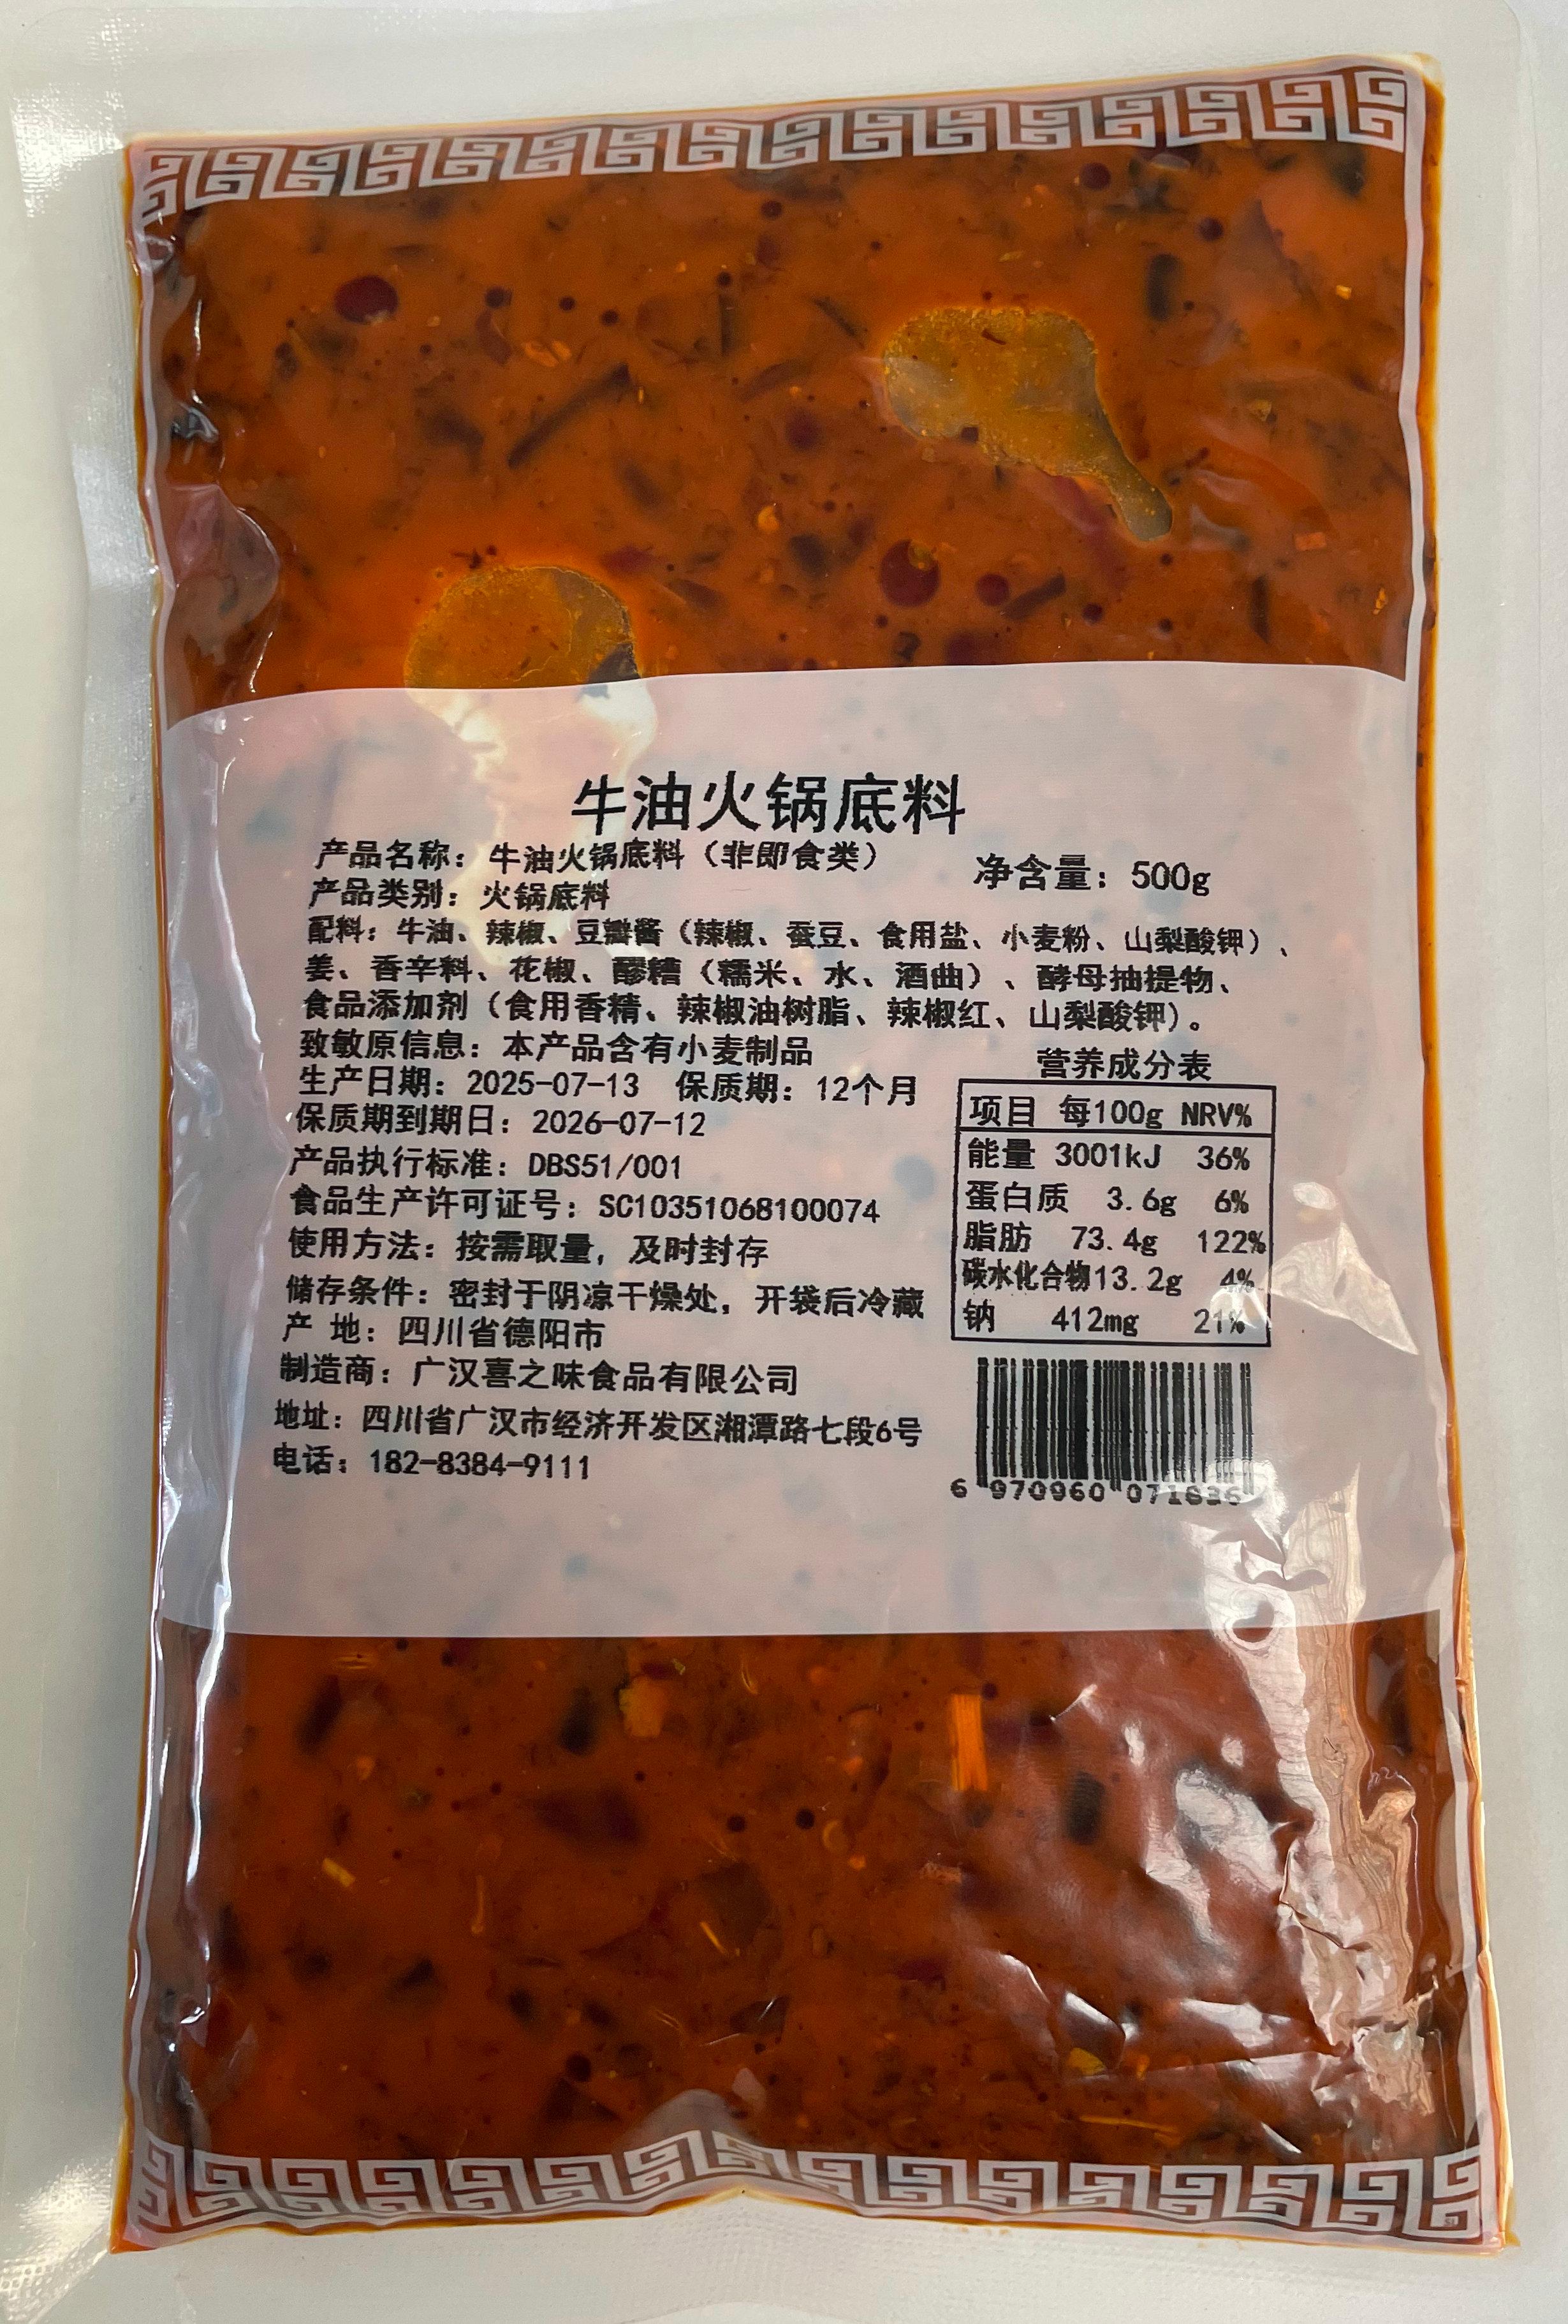 牛油火锅底料
产品名称：牛油火锅底料（非即食类）
净含量：500g
产品类别：火锅底料
配料：牛油、辣椒、豆瓣酱（辣椒、蚕豆、食用盐、小麦粉、山梨酸钾）、
姜、香辛料、花椒、醪糟（糯米、水、酒曲）、酵母抽提物、
食品添加剂（食用香精、辣椒油树脂、辣椒红、山梨酸钾）。
致敏原信息：本产品含有小麦制品
生产日期：2025-07-13 保质期：12个月
保质期到期日：2026-07-12
产品执行标准：DBS51/001
食品生产许可证号：SC10351068100074
使用方法：按需取量，及时封存
储存条件：密封于阴凉干燥处，开袋后冷藏
产 地：四川省德阳市
制造商：广汉喜之味食品有限公司
地址：四川省广汉市经济开发区湘潭路七段6号
电话：182-8384-9111
营养成分表
项目 每100g NRV%
能量 3001kJ 36%
蛋白质 3.6g 6%
脂肪 73.4g 122%
碳水化合物 13.2g 4%
钠 412mg 21%
6 970960 071836